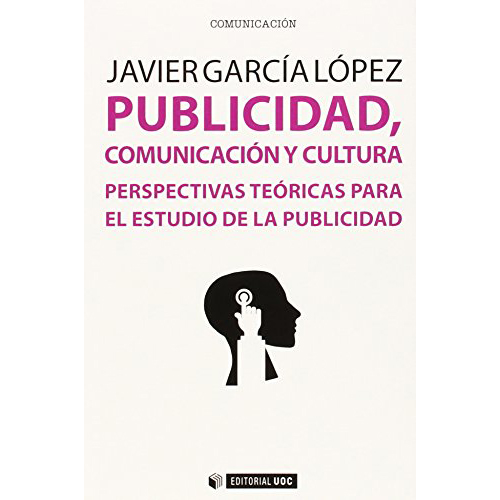 COMUNICACIÓN
JAVIER GARCÍA LÓPEZ
PUBLICIDAD,
COMUNICACIÓN Y CULTURA
PERSPECTIVAS TEÓRICAS PARA
EL ESTUDIO DE LA PUBLICIDAD
EDITORIAL UOC